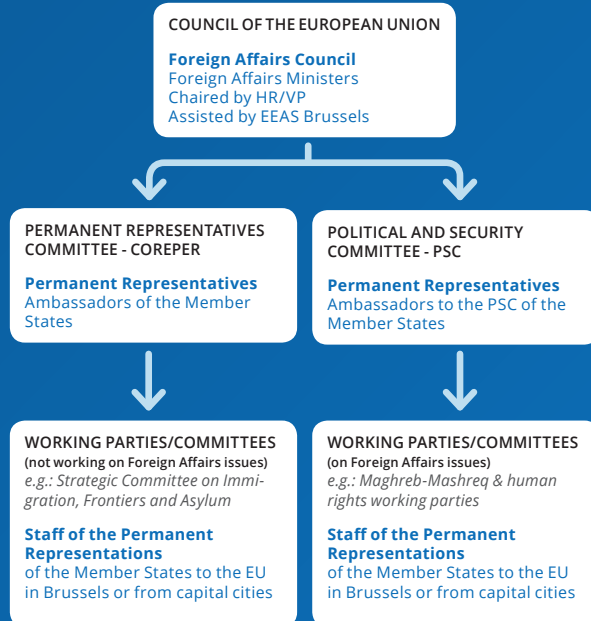 COUNCIL OF THE EUROPEAN UNION
Foreign Affairs Council
Foreign Affairs Ministers
Chaired by HR/VP
Assisted by EEAS Brussels
PERMANENT REPRESENTATIVES
COMMITTEE - COREPER
Permanent Representatives
Ambassadors of the Member
States
POLITICAL AND SECURITY
COMMITTEE - PSC
Permanent Representatives
Ambassadors to the PSC of the
Member States
WORKING PARTIES/COMMITTEES
(not working on Foreign Affairs issues)
e.g.: Strategic Committee on Immi-
gration, Frontiers and Asylum
Staff of the Permanent
Representations
of the Member States to the EU
in Brussels or from capital cities
WORKING PARTIES/COMMITTEES
(on Foreign Affairs issues)
e.g.: Maghreb-Mashreq & human
rights working parties
Staff of the Permanent
Representations
of the Member States to the EU
in Brussels or from capital cities